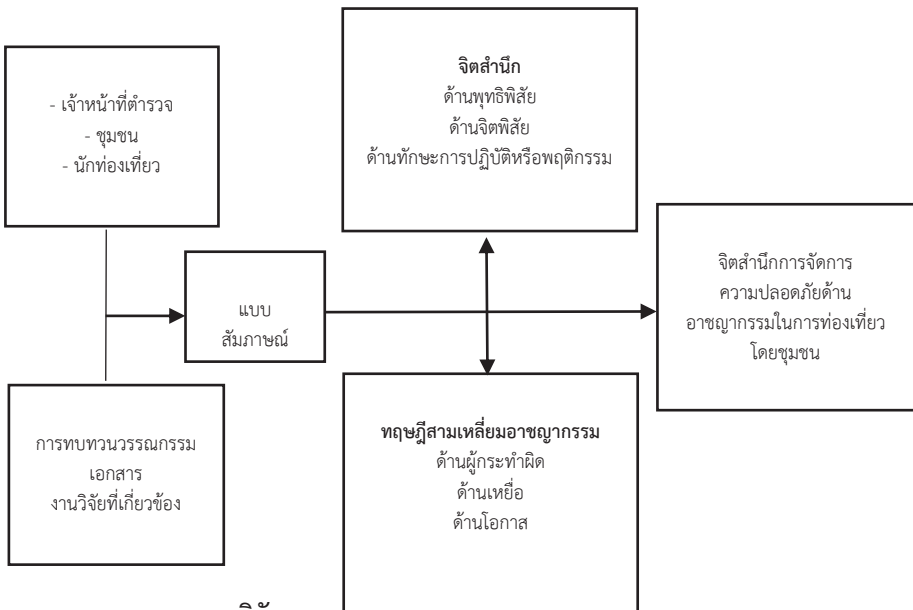 - เจ้าหน้าที่ตำรวจ
- ชุมชน
- นักท่องเที่ยว
จิตสำนึก
ด้านพุทธิพิสัย
ด้านจิตพิสัย
ด้านทักษะการปฏิบัติหรือพฤติกรรม
แบบ
สัมภาษณ์
จิตสำนึกการจัดการ
ความปลอดภัยด้าน
อาชญากรรมในการท่องเที่ยว
โดยชุมชน
การทบทวนวรรณกรรม
เอกสาร
งานวิจัยที่เกี่ยวข้อง
ทฤษฎีสามเหลี่ยมอาชญากรรม
ด้านผู้กระทำผิด
ด้านเหยื่อ
ด้านโอกาส